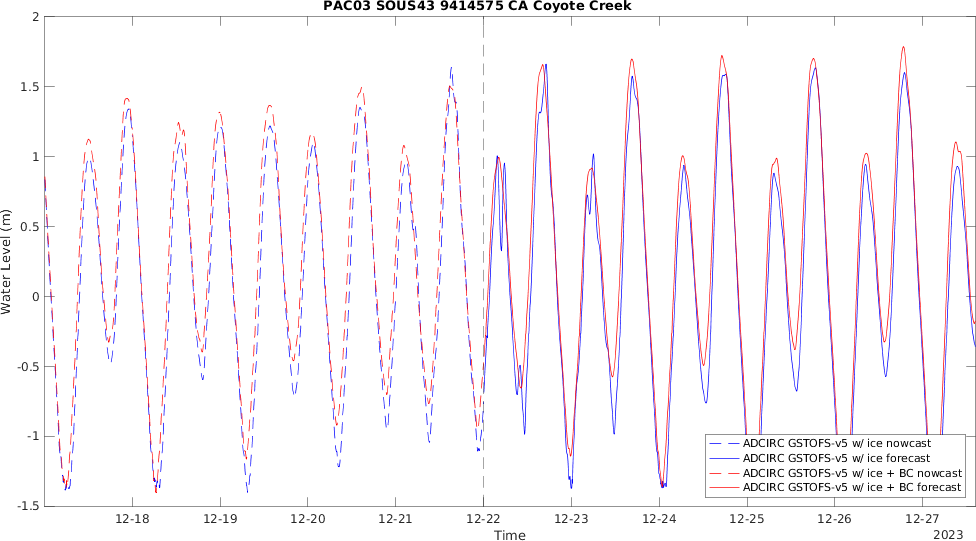 PAC03 SOUS43 9414575 CA Coyote Creek
2
1.5
1
0.5
0
-0.5
-1
-1.5
Water Level (m)
ADCIRC GSTOFS-v5 w/ ice nowcast
ADCIRC GSTOFS-v5 w/ ice forecast
ADCIRC GSTOFS-v5 w/ ice + BC nowcast
ADCIRC GSTOFS-v5 w/ ice + BC forecast
12-18 12-19 12-20 12-21 12-22 12-23 12-24 12-25 12-26 12-27
Time
2023